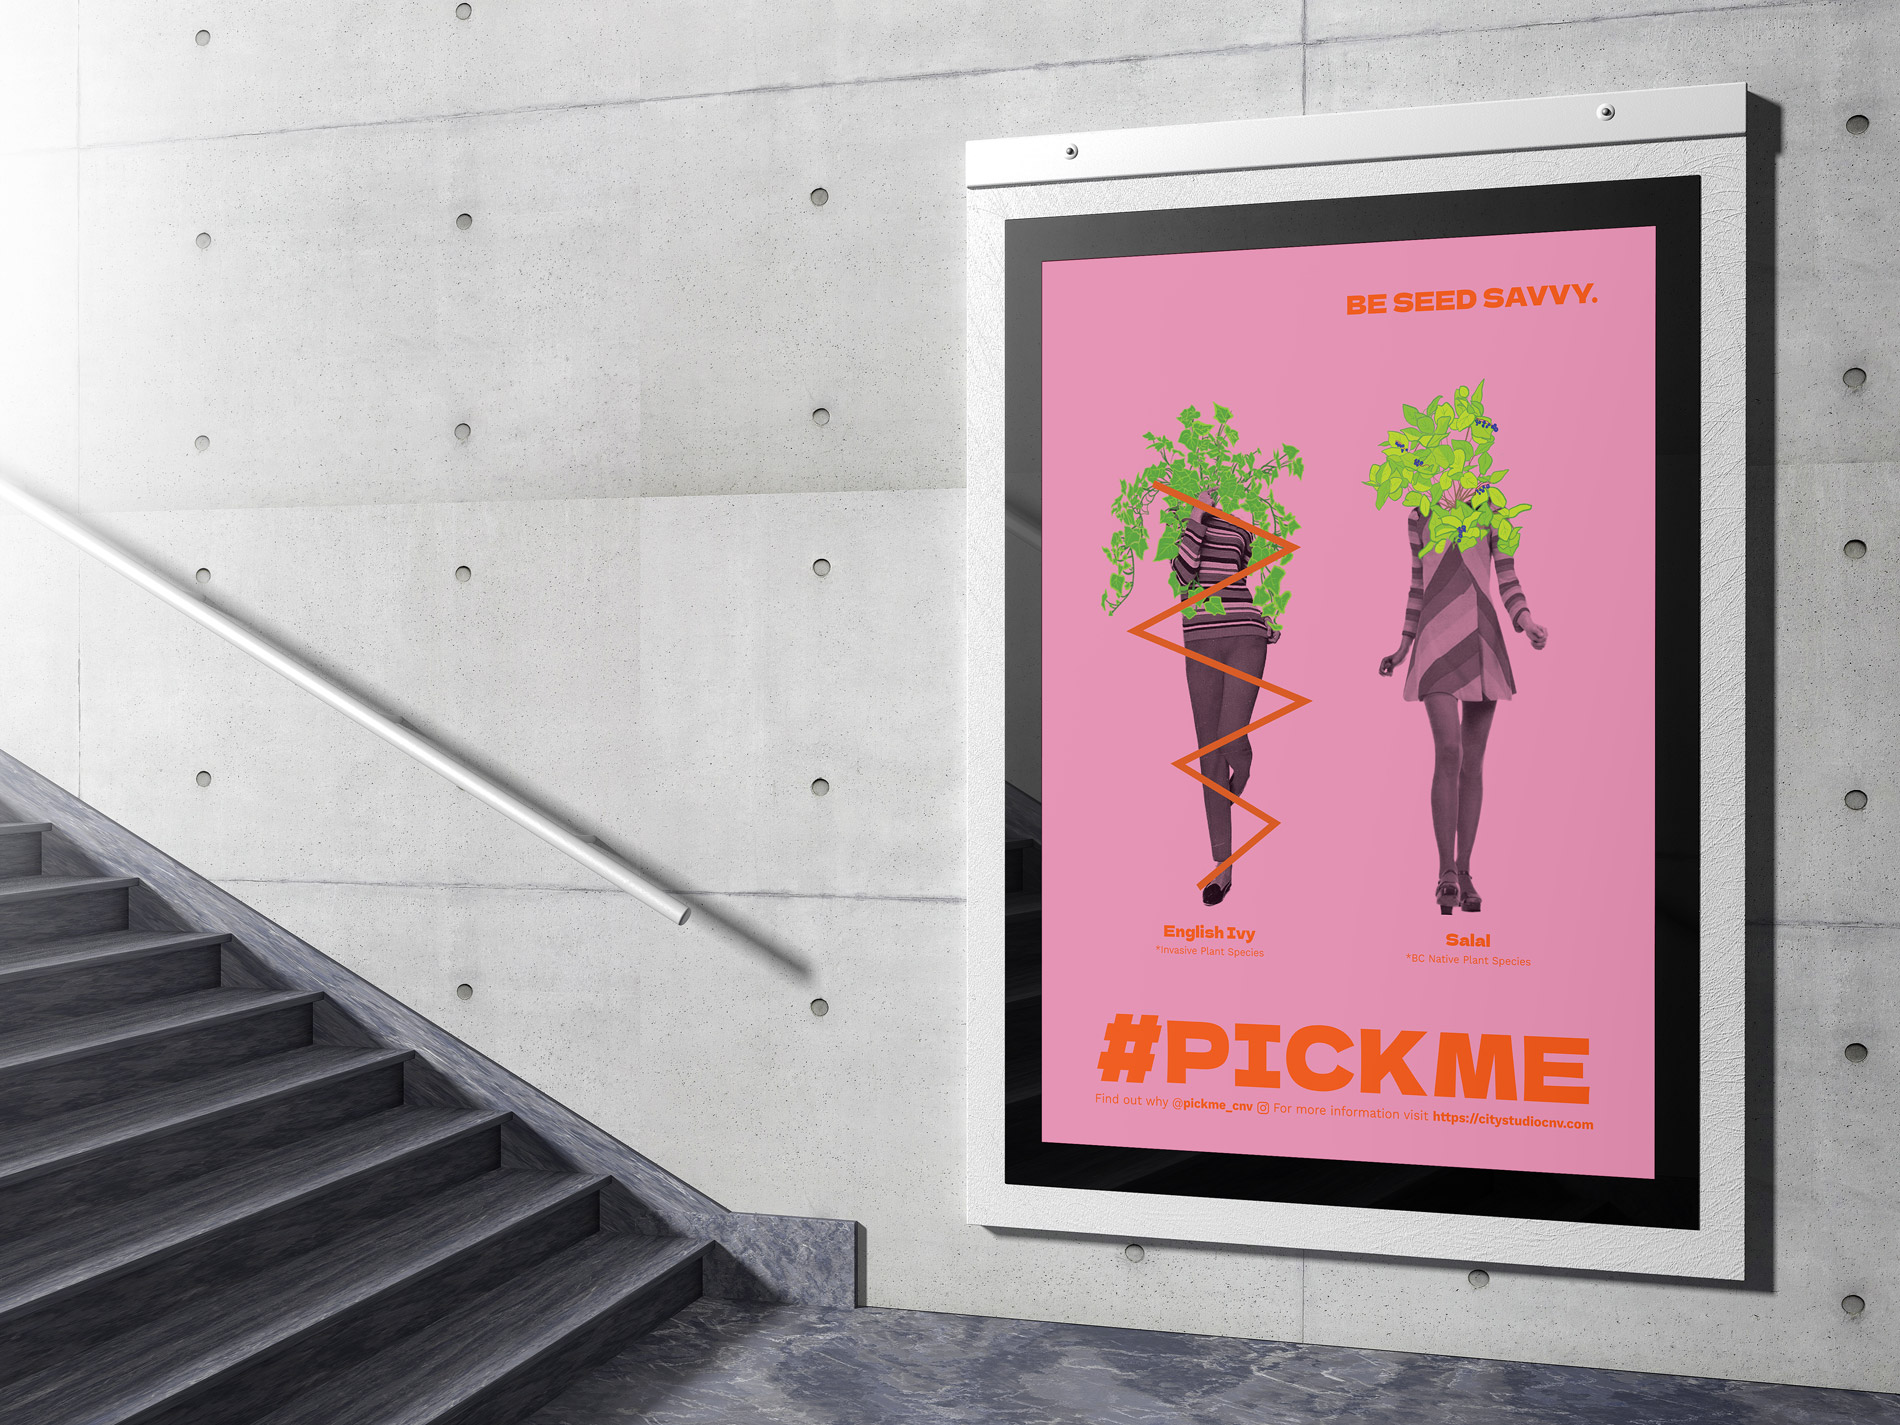 BE SEED SAVVY.
English Ivy
*Invasive Plant Species
Salal
*BC Native Plant Species
#PICKME
Find out why @pickme_cnv For more information visit https://citystudiocnv.com